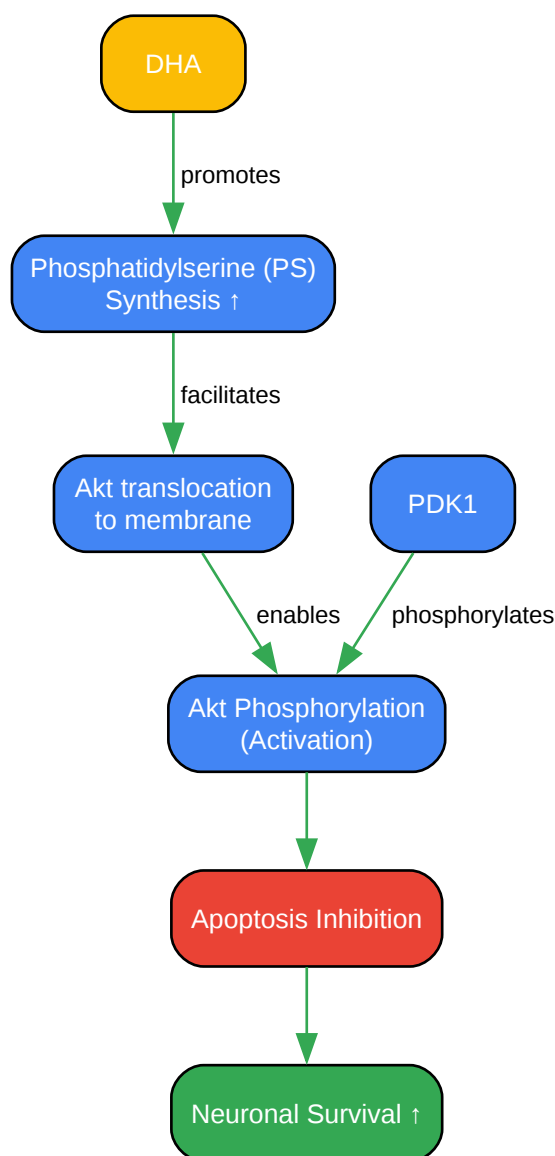 DHA
promotes
Phosphatidylserine (PS)
Synthesis ↑
facilitates
Akt translocation
to membrane
PDK1
enables
phosphorylates
Akt Phosphorylation
(Activation)
Apoptosis Inhibition
Neuronal Survival ↑